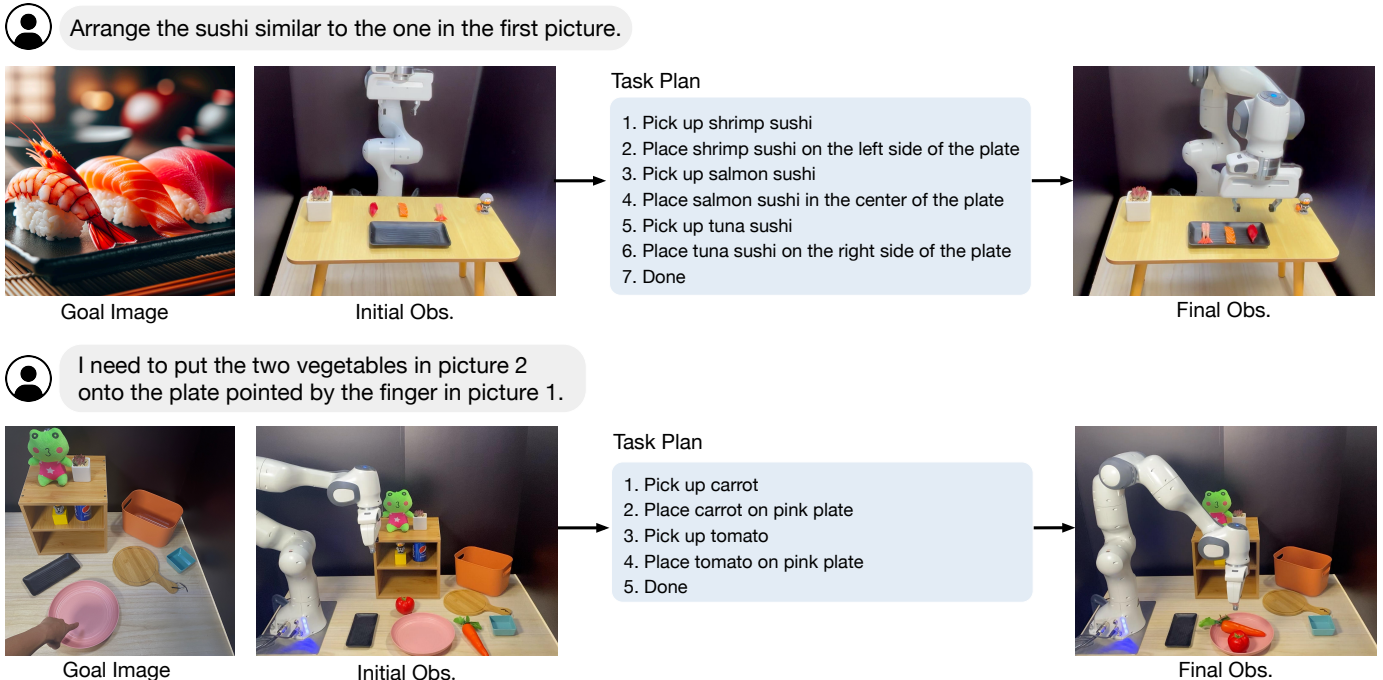 Arrange the sushi similar to the one in the first picture.
Task Plan
1. Pick up shrimp sushi
2. Place shrimp sushi on the left side of the plate
3. Pick up salmon sushi
4. Place salmon sushi in the center of the plate
5. Pick up tuna sushi
6. Place tuna sushi on the right side of the plate
7. Done
Goal Image
Initial Obs.
Final Obs.
I need to put the two vegetables in picture 2
onto the plate pointed by the finger in picture 1.
Task Plan
1. Pick up carrot
2. Place carrot on pink plate
3. Pick up tomato
4. Place tomato on pink plate
5. Done
Goal Image
Initial Obs.
Final Obs.